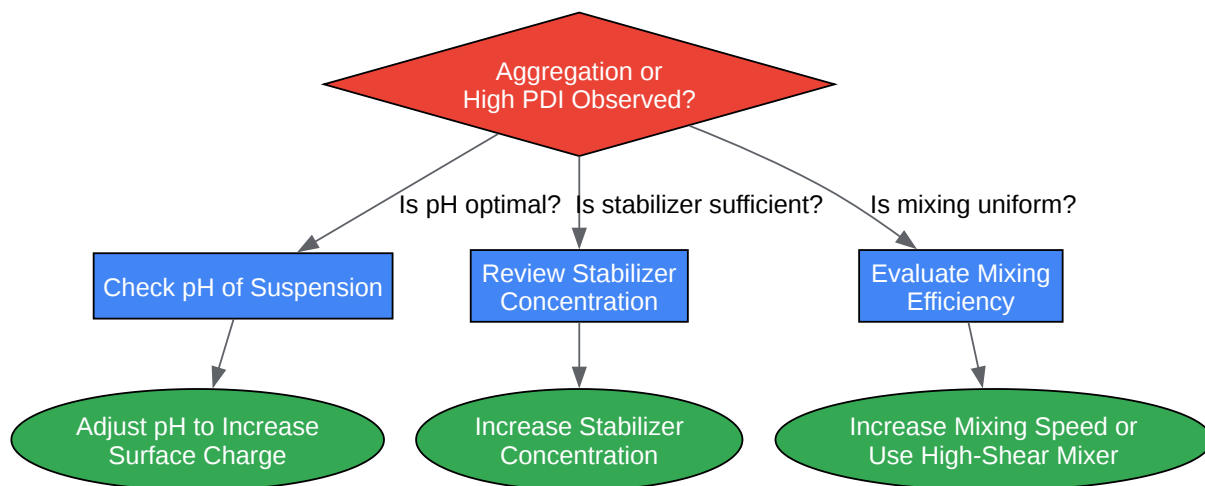 Aggregation or
High PDI Observed?
Is pH optimal?
Is stabilizer sufficient?
Is mixing uniform?
Check pH of Suspension
Review Stabilizer
Concentration
Evaluate Mixing
Efficiency
Adjust pH to Increase
Surface Charge
Increase Stabilizer
Concentration
Increase Mixing Speed or
Use High-Shear Mixer